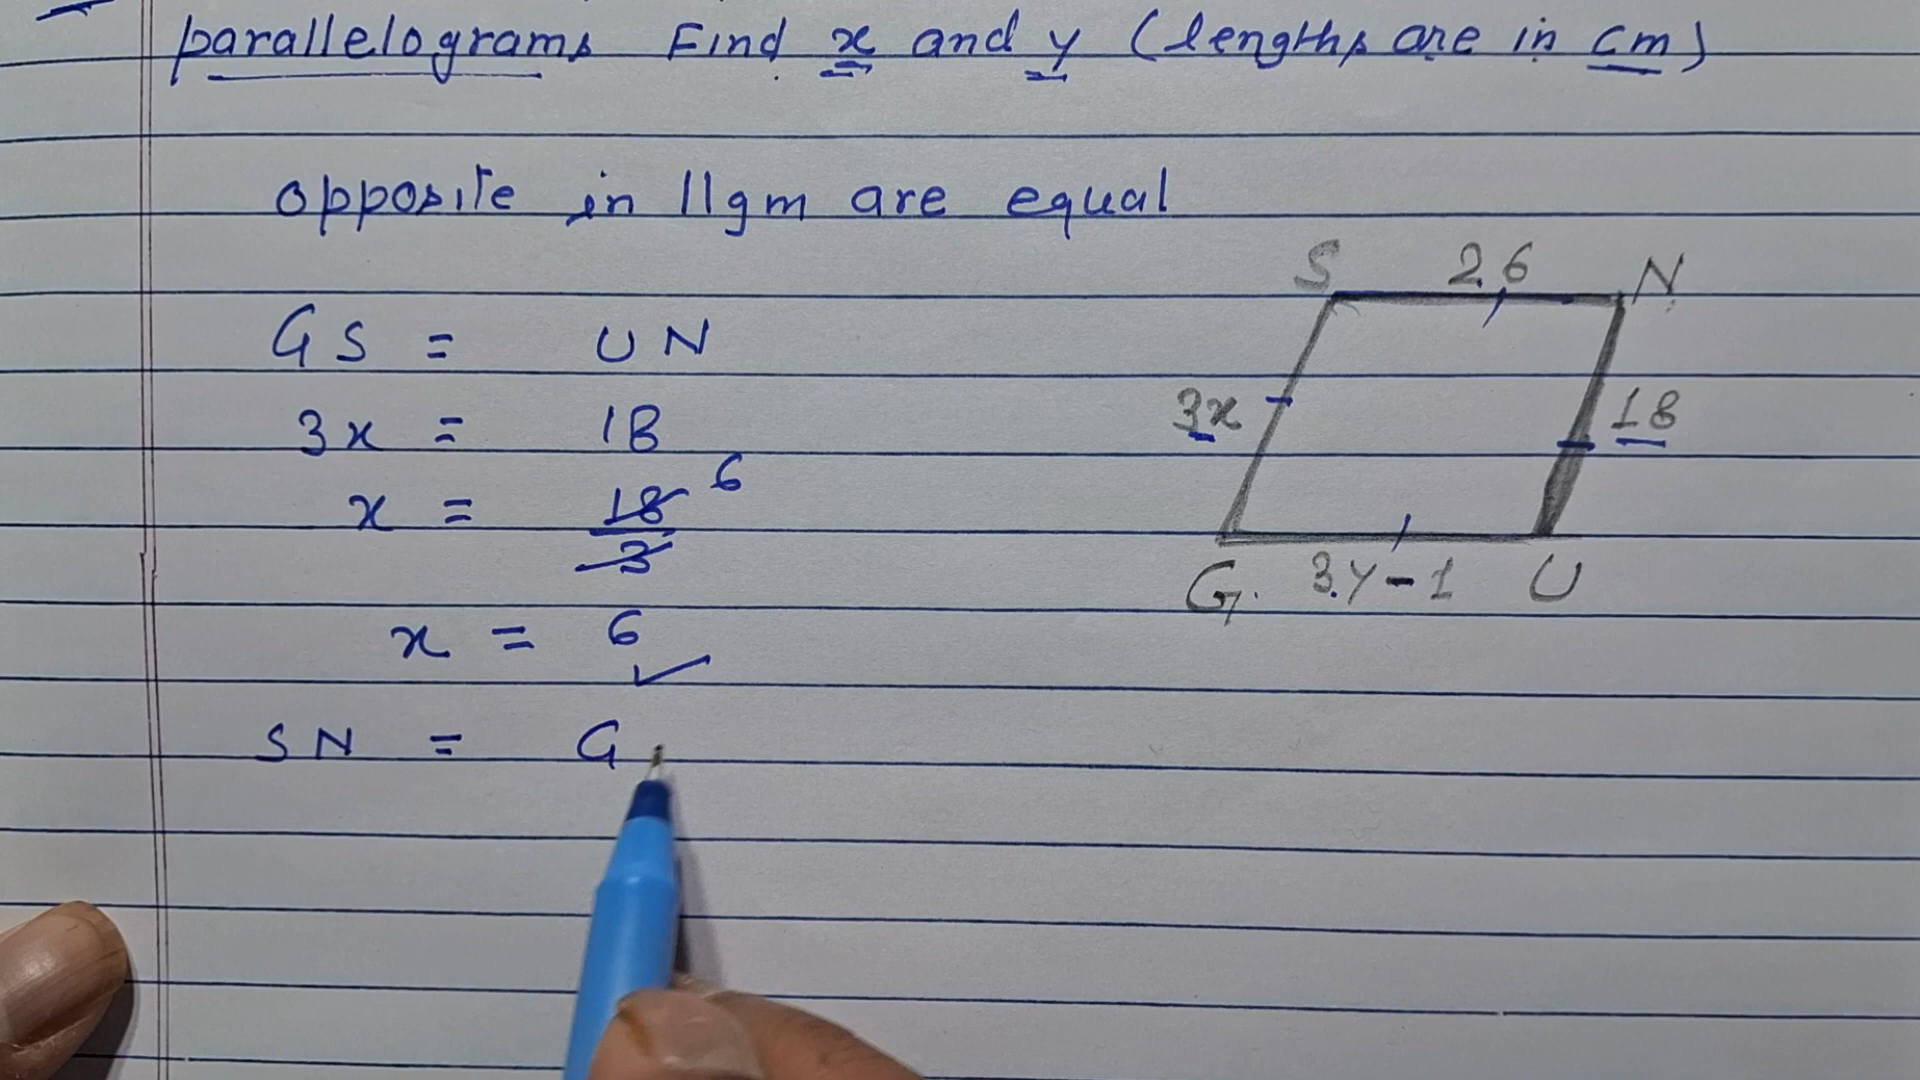 parallelograms Find x and y (lengths are in cm)
opposite in llgm are equal
GS = UN
3x = 18
x = 18 6
3
x = 6
SN = G
S 26 N
3x 18
G. 3y-1 U